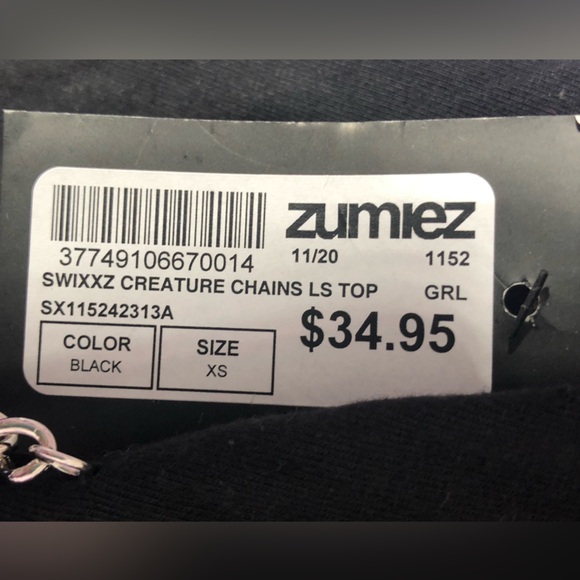 zumiez
37749106670014
11/20 1152
SWIXXZ CREATURE CHAINS LS TOP GRL
SX115242313A
$34.95
COLOR SIZE
BLACK XS